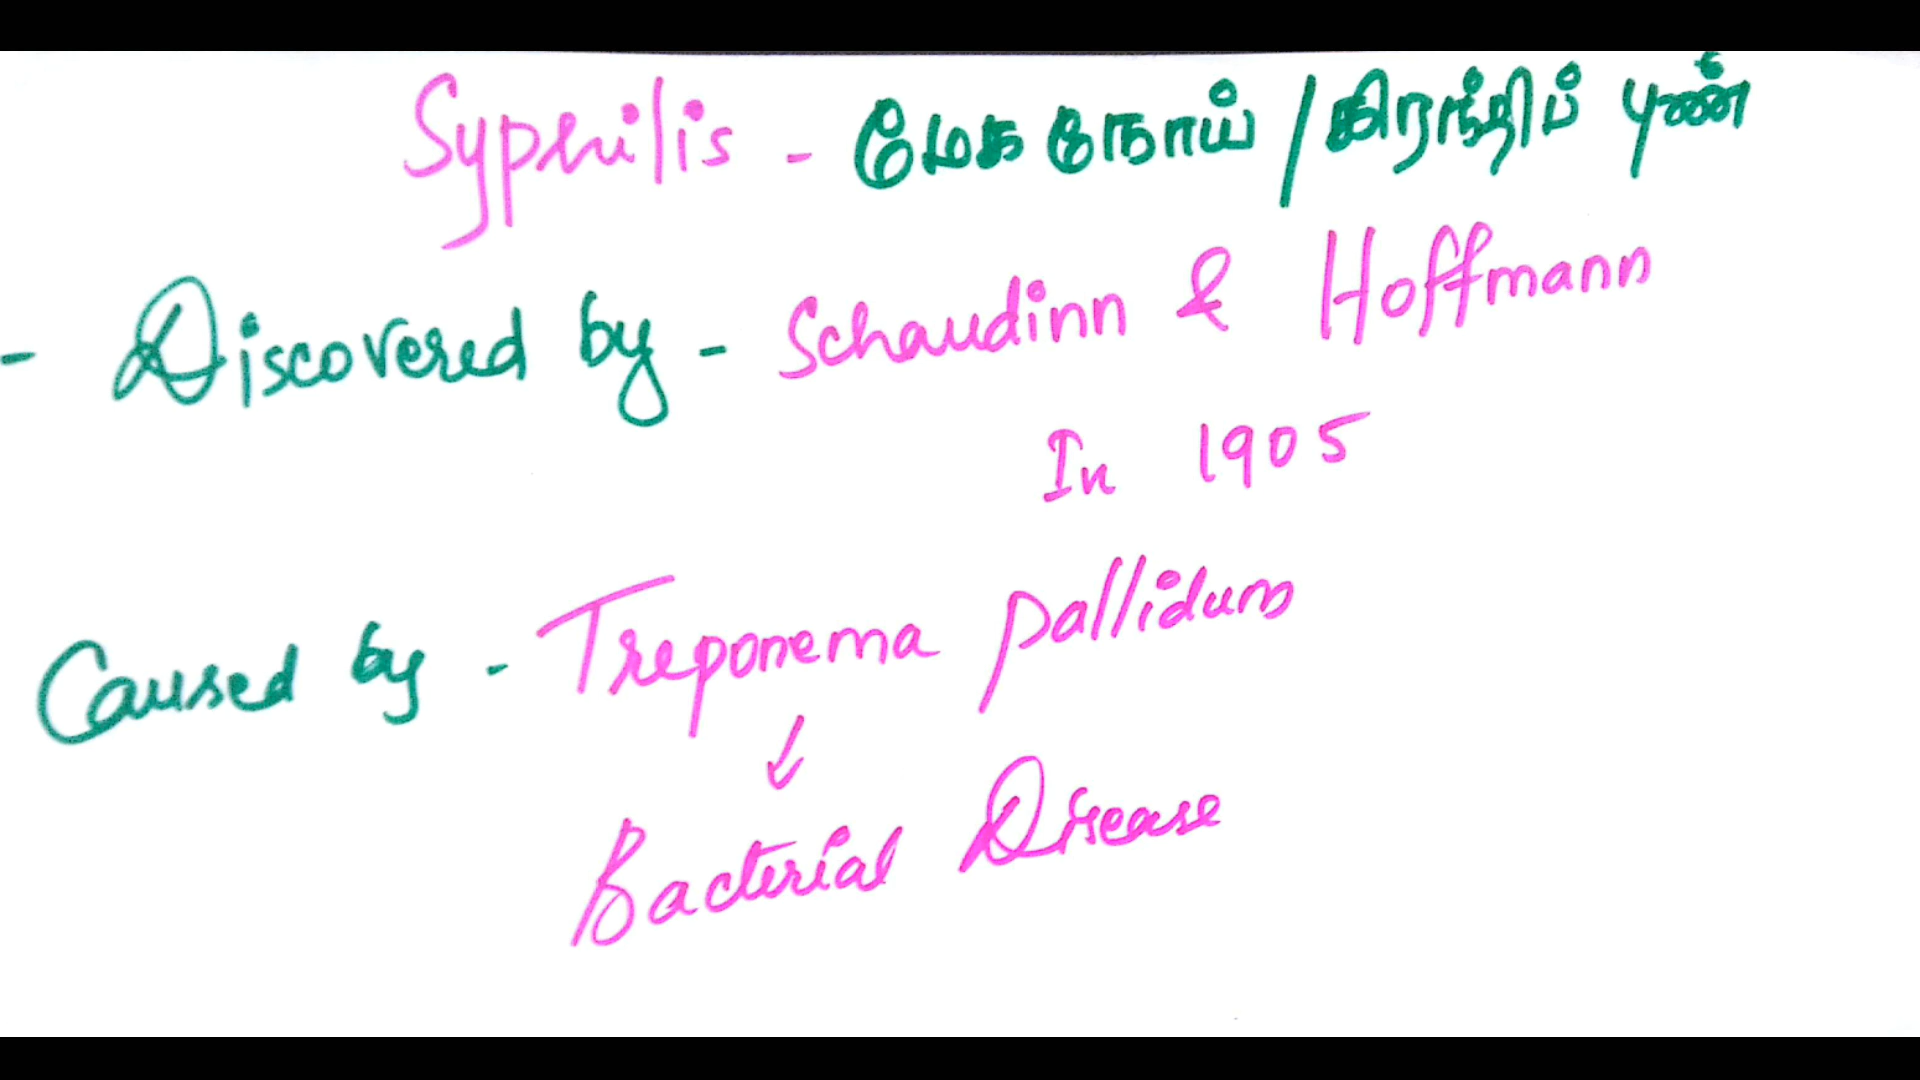 Syphilis - மேக நோய் / கிரந்திப் புண்
- Discovered by - Schaudinn & Hoffmann
In 1905
Caused by - Treponema pallidum
↓
Bacterial Disease